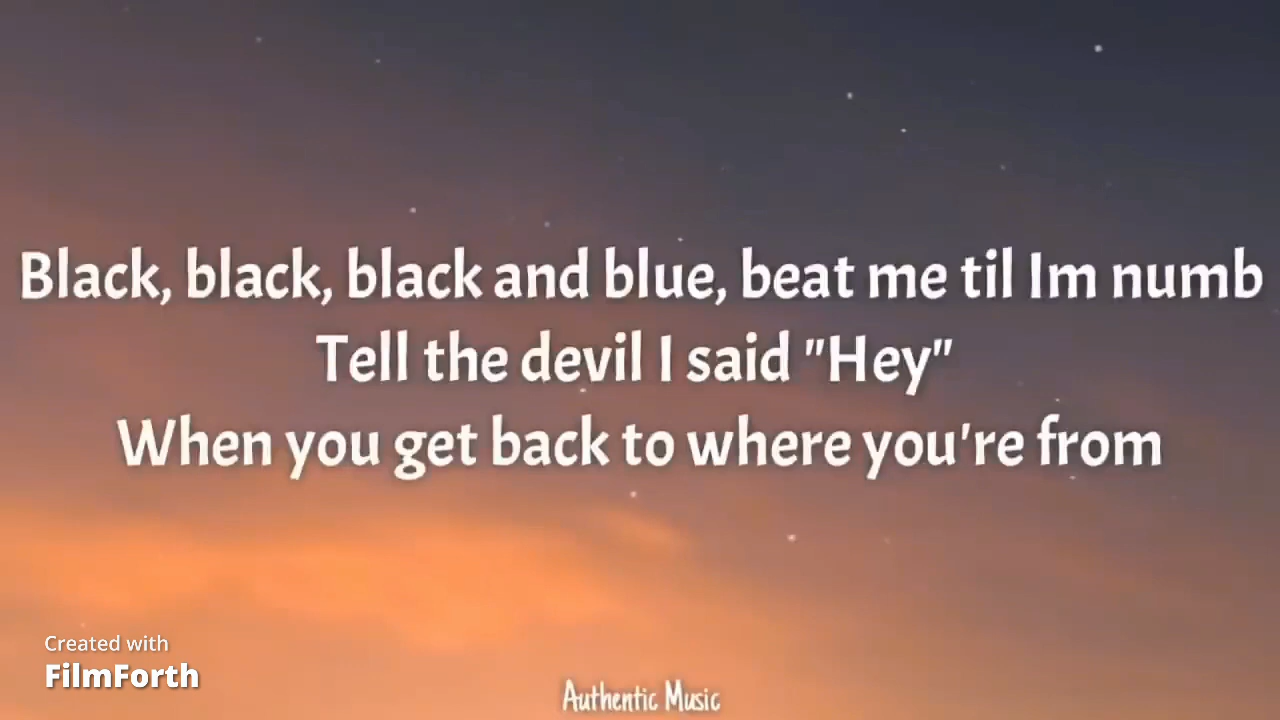 Black, black, black and blue, beat me til Im numb
Tell the devil I said "Hey"
When you get back to where you're from
Created with
FilmForth
Authentic Music